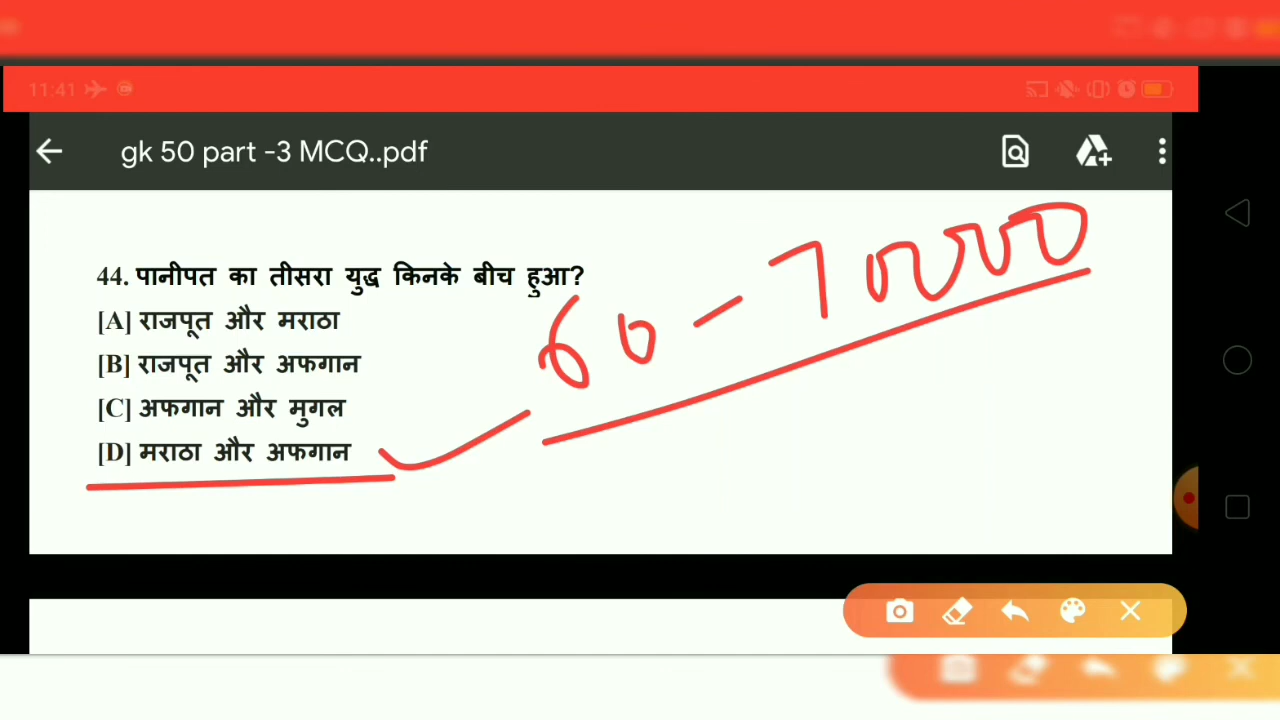 11:41
gk 50 part -3 MCQ..pdf
44. पानीपत का तीसरा युद्ध किनके बीच हुआ?
[A] राजपूत और मराठा
[B] राजपूत और अफगान
[C] अफगान और मुगल
[D] मराठा और अफगान
60 - 70000